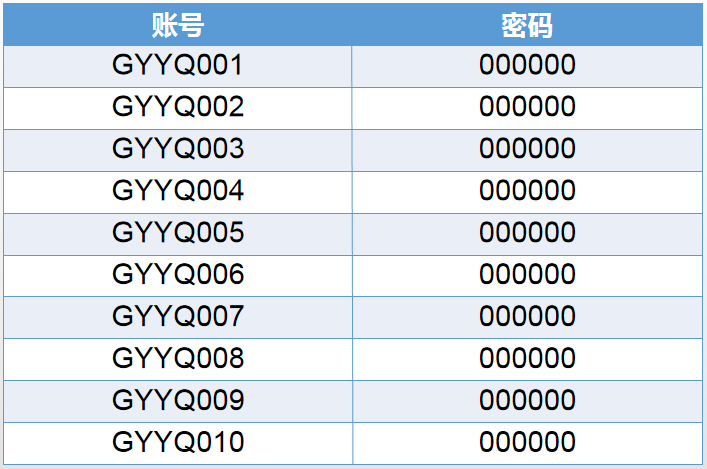 账号 密码
GYYQ001 000000
GYYQ002 000000
GYYQ003 000000
GYYQ004 000000
GYYQ005 000000
GYYQ006 000000
GYYQ007 000000
GYYQ008 000000
GYYQ009 000000
GYYQ010 000000